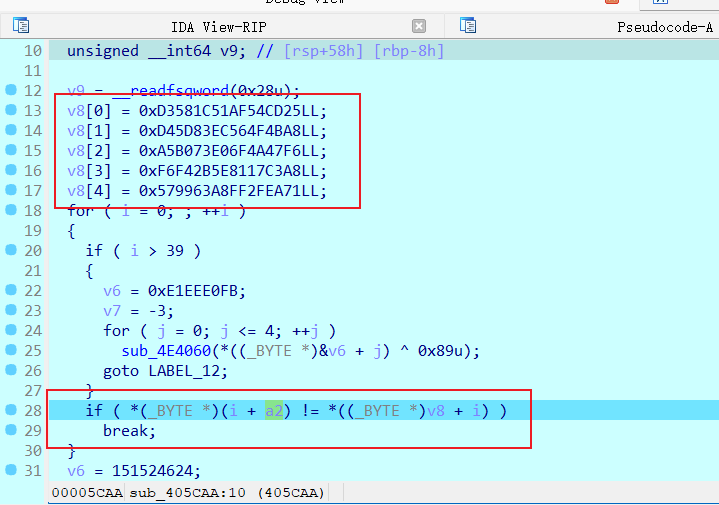 Debug View
IDA View-RIP
Pseudocode-A
10 unsigned __int64 v9; // [rsp+58h] [rbp-8h]
11
12 v9 = __readfsqword(0x28u);
13 v8[0] = 0xD3581C51AF54CD25LL;
14 v8[1] = 0xD45D83EC564F4BA8LL;
15 v8[2] = 0xA5B073E06F4A47F6LL;
16 v8[3] = 0xF6F42B5E8117C3A8LL;
17 v8[4] = 0x579963A8FF2FEA71LL;
18 for ( i = 0; ; ++i )
19 {
20 if ( i > 39 )
21 {
22 v6 = 0xE1EEE0FB;
23 v7 = -3;
24 for ( j = 0; j <= 4; ++j )
25 sub_4E4060(*((_BYTE *)&v6 + j) ^ 0x89u);
26 goto LABEL_12;
27 }
28 if ( *(_BYTE *)(i + a2) != *((_BYTE *)v8 + i) )
29 break;
30 }
31 v6 = 151524624;
00005CAA sub_405CAA:10 (405CAA)